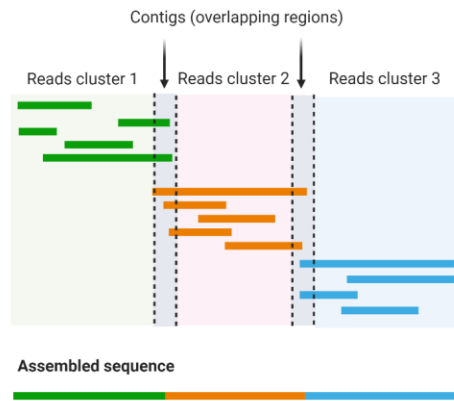 Contigs (overlapping regions)
Reads cluster 1
Reads cluster 2
Reads cluster 3
Assembled sequence